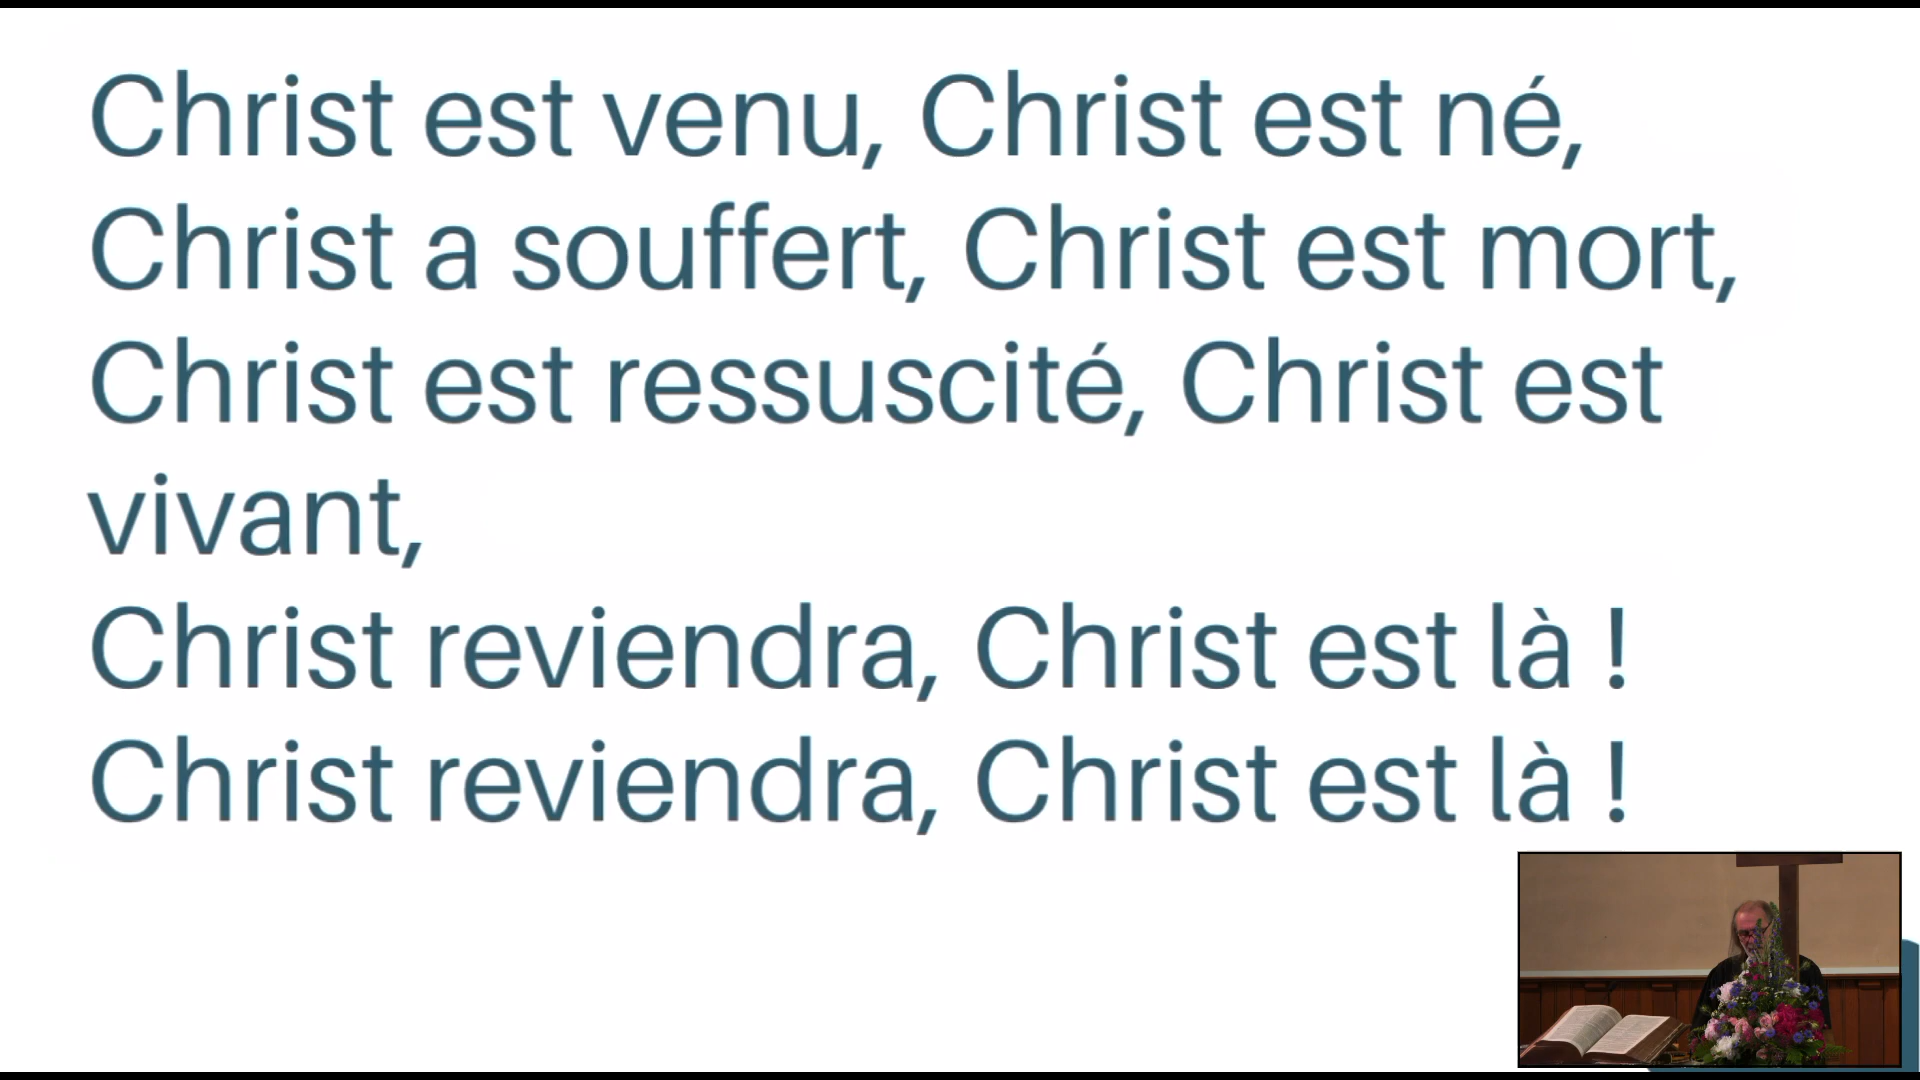 Christ est venu, Christ est né,
Christ a souffert, Christ est mort,
Christ est ressuscité, Christ est
vivant,
Christ reviendra, Christ est là !
Christ reviendra, Christ est là !